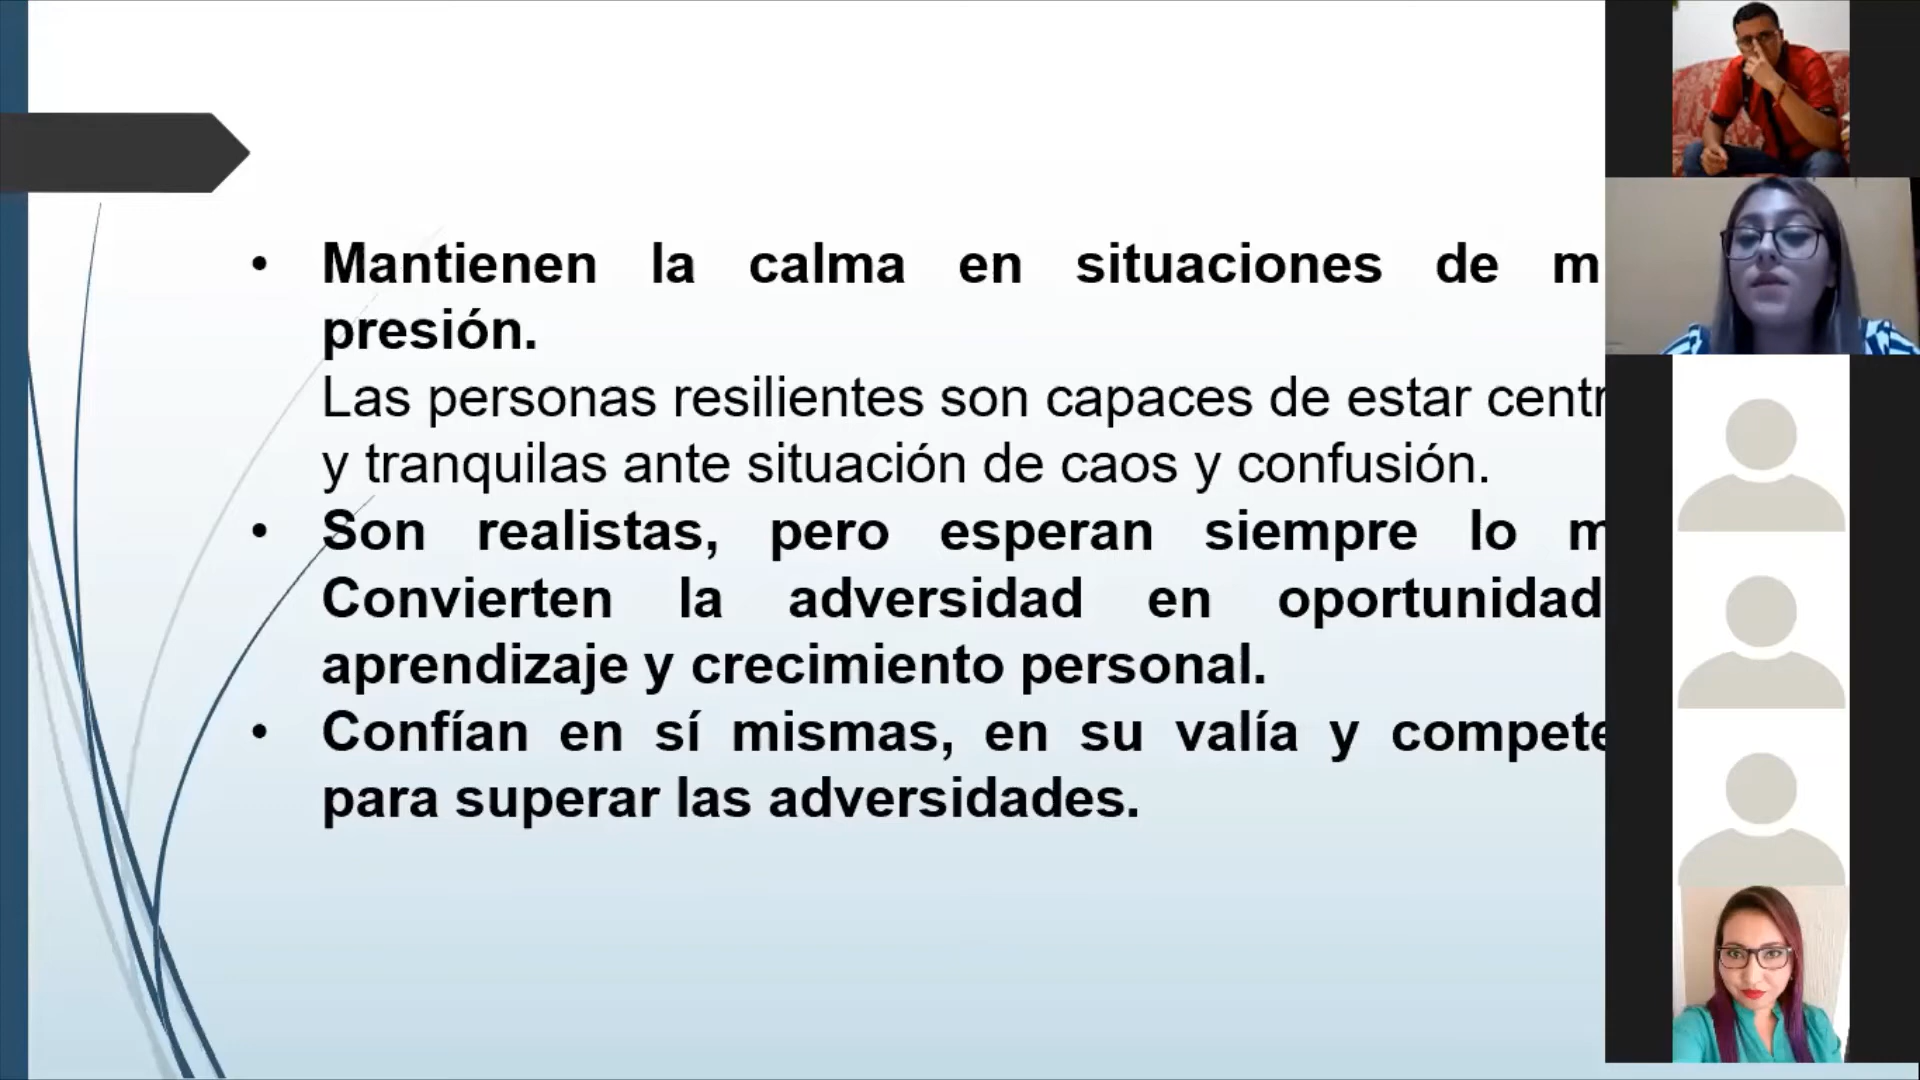 • Mantienen la calma en situaciones de
presión.
Las personas resilientes son capaces de estar
y tranquilas ante situación de caos y confusión.
• Son realistas, pero esperan siempre lo
Convierten la adversidad en oportunidad
aprendizaje y crecimiento personal.
• Confían en sí mismas, en su valía y
para superar las adversidades.